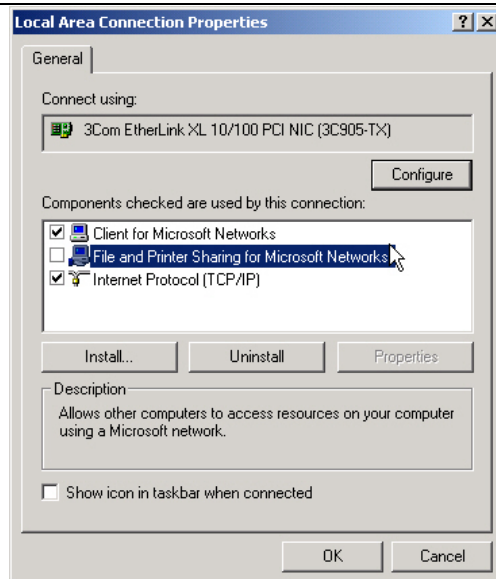 Local Area Connection Properties
General
Connect using:
3Com EtherLink XL 10/100 PCI NIC (3C905-TX)
Configure
Components checked are used by this connection:
Client for Microsoft Networks
File and Printer Sharing for Microsoft Networks
Internet Protocol (TCP/IP)
Install... Uninstall Properties
Description
Allows other computers to access resources on your computer
using a Microsoft network.
Show icon in taskbar when connected
OK Cancel